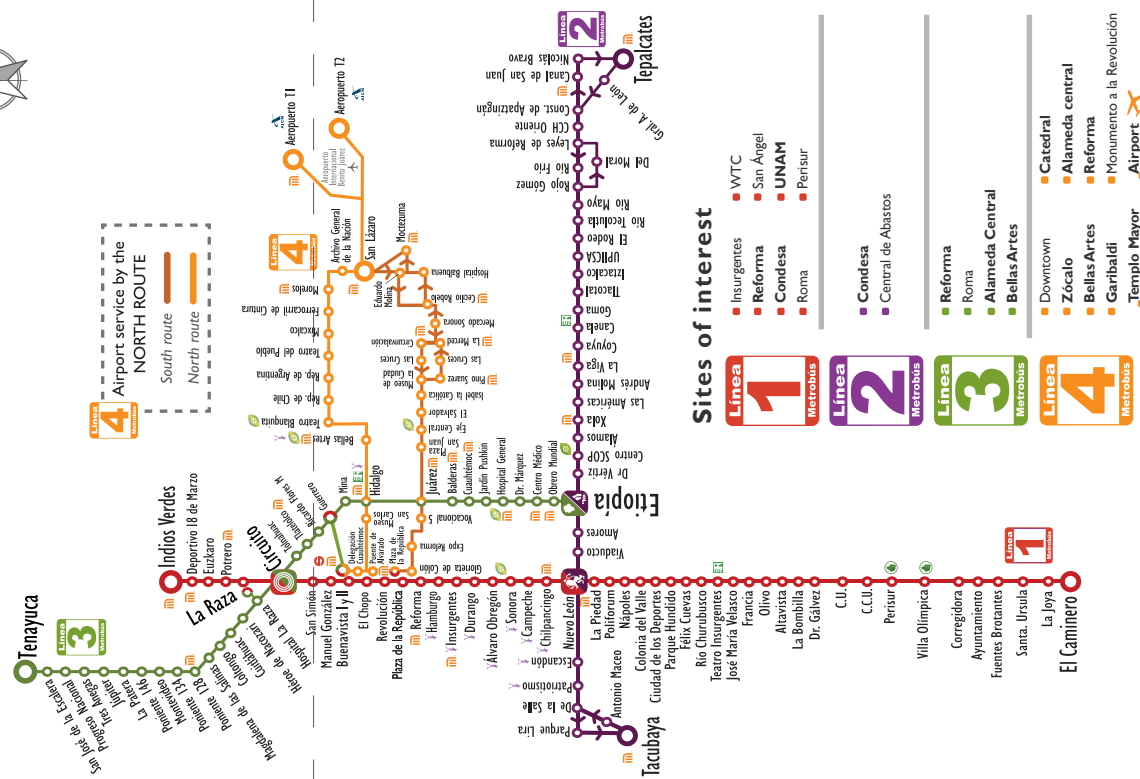 Línea
4
Metrobús
Airport service by the
NORTH ROUTE
South route
North route
Tenayuca
Línea
3
Metrobús
San José de la Escalera
Progreso Nacional
Tres Anegas
Júpiter
La Patera
Poniente 146
Montevideo
Poniente 134
Poniente 128
Magdalena de las Salinas
Coltongo
Cuitláhuac
Héroe de Nacozari
Hospital La Raza
La Raza
Circuito
Tolnáhuac
Tlatelolco
Ricardo Flores M
Guerrero
Mina
Hidalgo
Juárez
Balderas
Cuauhtémoc
Jardín Pushkin
Hospital General
Dr. Márquez
Centro Médico
Obrero Mundial
Etiopía
Indios Verdes
Deportivo 18 de Marzo
Euzkaro
Potrero
San Simón
Manuel González
Buenavista I y II
El Chopo
Revolución
Plaza de la República
Reforma
Hamburgo
Insurgentes
Durango
Álvaro Obregón
Sonora
Campeche
Chilpancingo
Nuevo León
La Piedad
Poliforum
Nápoles
Colonia del Valle
Ciudad de los Deportes
Parque Hundido
Félix Cuevas
Río Churubusco
Teatro Insurgentes
José María Velasco
Francia
Olivo
Altavista
La Bombilla
Dr. Gálvez
C.U.
C.C.U.
Perisur
Villa Olímpica
Corregidora
Ayuntamiento
Fuentes Brotantes
Santa. Ursula
La Joya
El Caminero
Línea
1
Metrobús
Delegación
Cuauhtémoc
Puente de
Alvarado
Plaza de la
República
Glorieta de Colón
Expo Reforma
Vocacional 5
Museo
San Carlos
Bellas Artes
Teatro Blanquita
Rep. de Chile
Rep. de Argentina
Teatro del Pueblo
Mixcalco
Ferrocarril de Cintura
Morelos
Archivo General
de la Nación
San Lázaro
Línea
4
Metrobús
Aeropuerto T1
Aeropuerto T2
Aeropuerto
Internacional
Benito Juárez
Moctezuma
Eduardo
Molina
Hospital Balbuena
Cecilio Robelo
Mercado Sonora
La Merced
Circunvalación
Las Cruces
Las Cruces
Pino Suárez
Museo de
la Ciudad
Isabel la Católica
El Salvador
Eje Central
Plaza
San Juan
Tacubaya
Antonio Maceo
Parque Lira
De la Salle
Patriotismo
Escandón
Viaducto
Amores
Dr Vértiz
Centro SCOP
Álamos
Xola
Las Américas
Andrés Molina
La Viga
Coyuya
Canela
Goma
Tlacotal
Iztacalco
UPIICSA
El Rodeo
Río Tecolutla
Río Mayo
Rojo Gómez
Río Frío
Del Moral
Leyes de Reforma
CCH Oriente
Const. de Apatzingán
Canal de San Juan
Nicolás Bravo
Gral. A. de León
Tepalcates
Línea
2
Metrobús
Sites of interest
Línea
1
Metrobús
Insurgentes
Reforma
Condesa
Roma
WTC
San Ángel
UNAM
Perisur
Línea
2
Metrobús
Condesa
Central de Abastos
Línea
3
Metrobús
Reforma
Roma
Alameda Central
Bellas Artes
Línea
4
Metrobús
Downtown
Zócalo
Bellas Artes
Garibaldi
Templo Mayor
Catedral
Alameda central
Reforma
Monumento a la Revolución
Airport